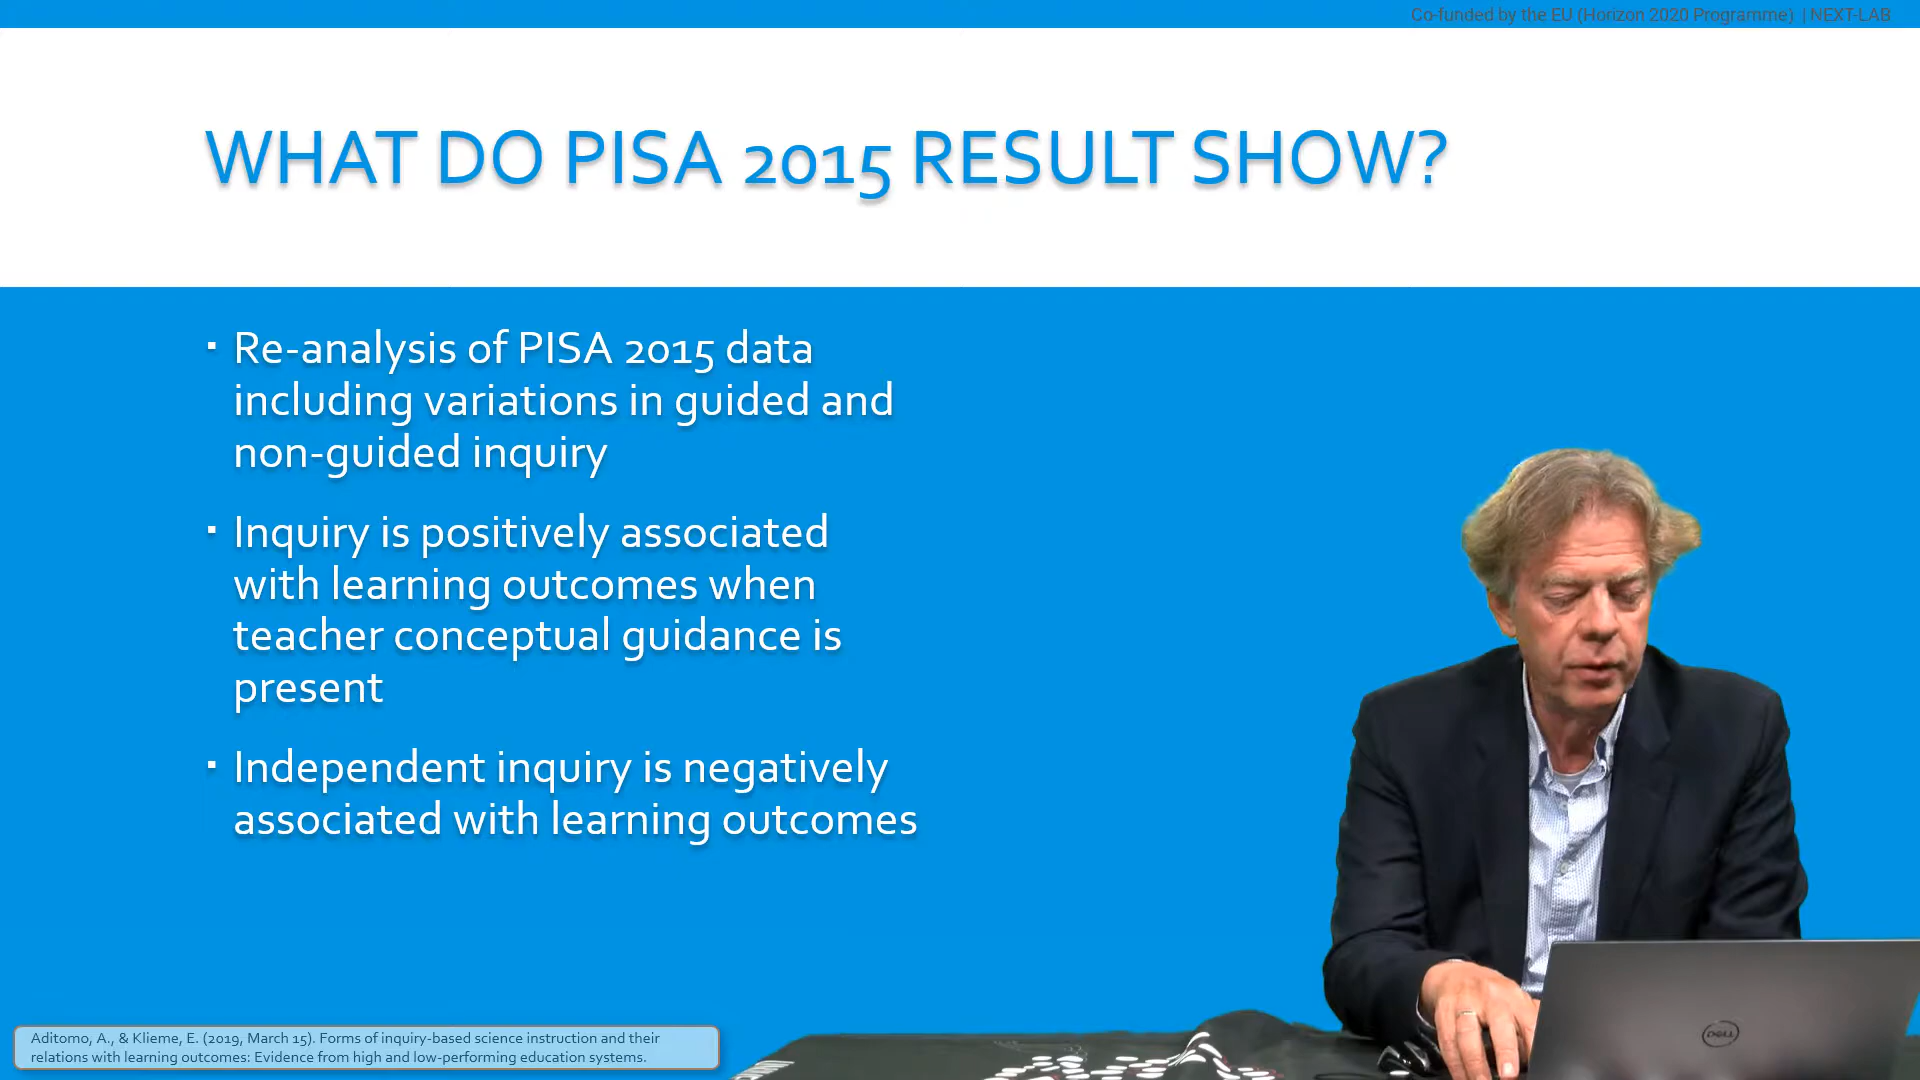 Co-funded by the EU (Horizon 2020 Programme) | NEXT-LAB
WHAT DO PISA 2015 RESULT SHOW?
▪ Re-analysis of PISA 2015 data
including variations in guided and
non-guided inquiry
▪ Inquiry is positively associated
with learning outcomes when
teacher conceptual guidance is
present
▪ Independent inquiry is negatively
associated with learning outcomes
Aditomo, A., & Klieme, E. (2019, March 15). Forms of inquiry-based science instruction and their
relations with learning outcomes: Evidence from high and low-performing education systems.
DELL